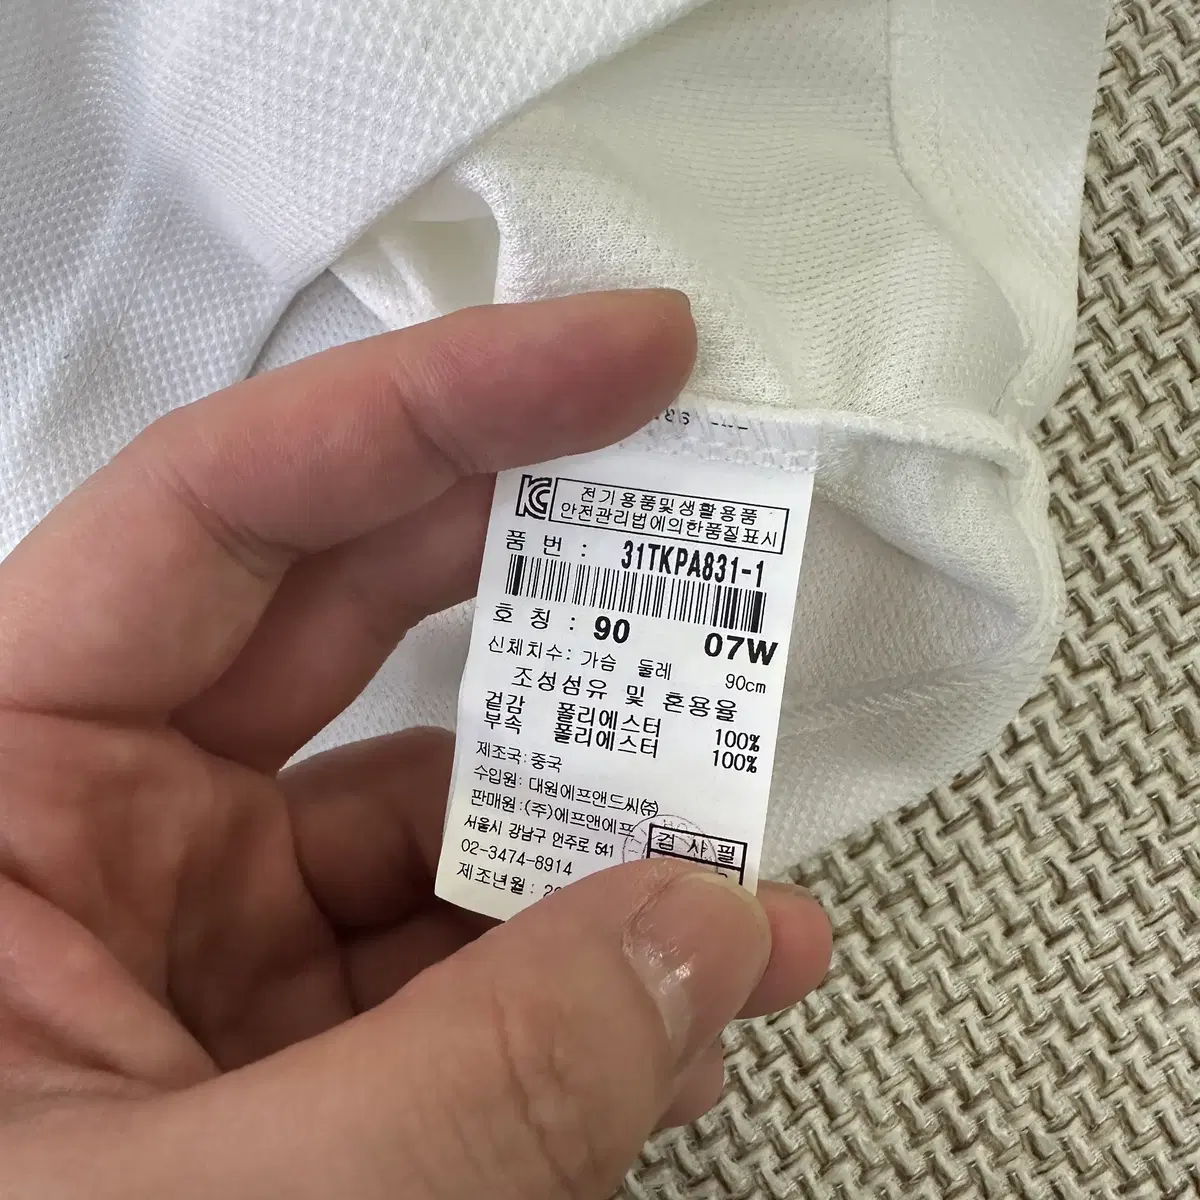 KC 전기용품및생활용품
안전관리법에의한품질표시
품 번 : 31TKPA831-1
호 칭 : 90 07W
신체치수: 가슴 둘레 90cm
조성섬유 및 혼용율
겉감 폴리에스터 100%
부속 폴리에스터 100%
제조국: 중국
수입원: 대원에프앤드씨㈜
판매원:(주)에프앤에프
서울시 강남구 언주로 541
02-3474-8914
제조년월:
검사필